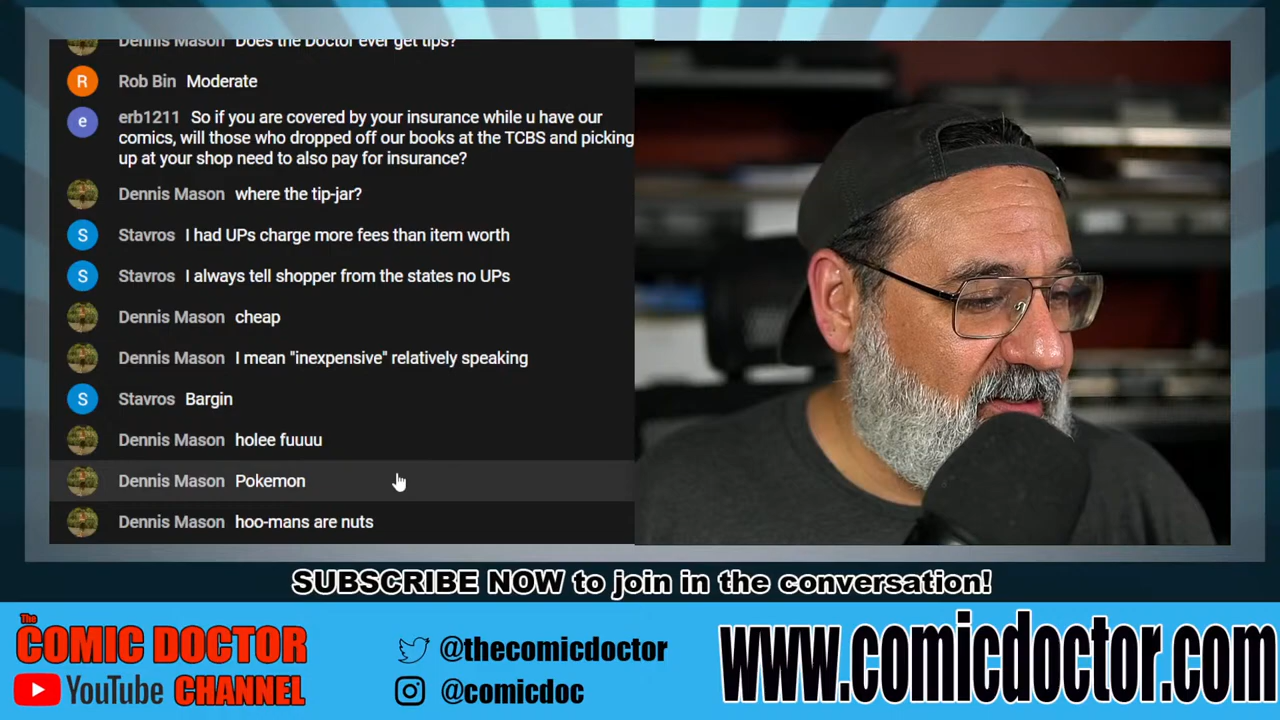 Dennis Mason Does the Doctor ever get tips?
R Rob Bin Moderate
e erb1211 So if you are covered by your insurance while u have our
comics, will those who dropped off our books at the TCBS and picking
up at your shop need to also pay for insurance?
Dennis Mason where the tip-jar?
S Stavros I had UPs charge more fees than item worth
S Stavros I always tell shopper from the states no UPs
Dennis Mason cheap
Dennis Mason I mean "inexpensive" relatively speaking
S Stavros Bargin
Dennis Mason holee fuuuu
Dennis Mason Pokemon
Dennis Mason hoo-mans are nuts
SUBSCRIBE NOW to join in the conversation!
The
COMIC DOCTOR
YouTube CHANNEL
@thecomicdoctor
@comicdoc
www.comicdoctor.com